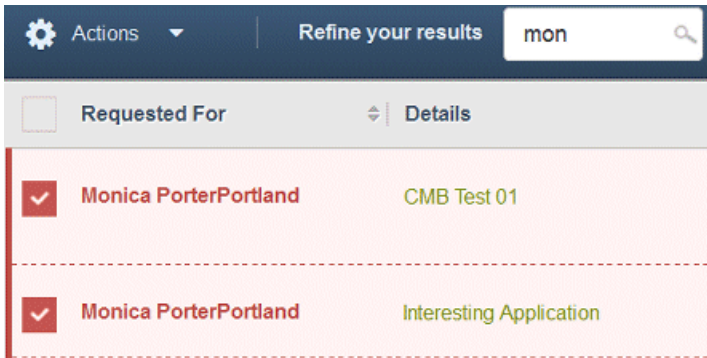 Actions Refine your results mon
Requested For Details
Monica PorterPortland CMB Test 01
Monica PorterPortland Interesting Application